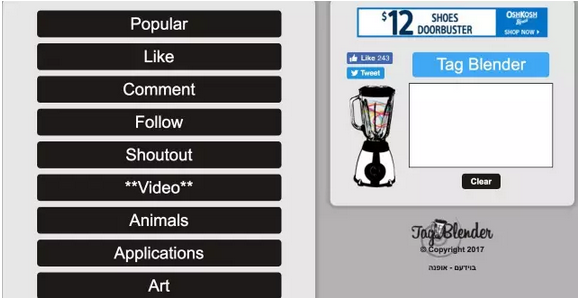 Popular
Like
Comment
Follow
Shoutout
**Video**
Animals
Applications
Art
$12 SHOES
DOORBUSTER
OSHKOSH
B'gosh
SHOP NOW
Like 243
Tweet
Tag Blender
Clear
Tag Blender
© Copyright 2017
בוידעם - אופנה